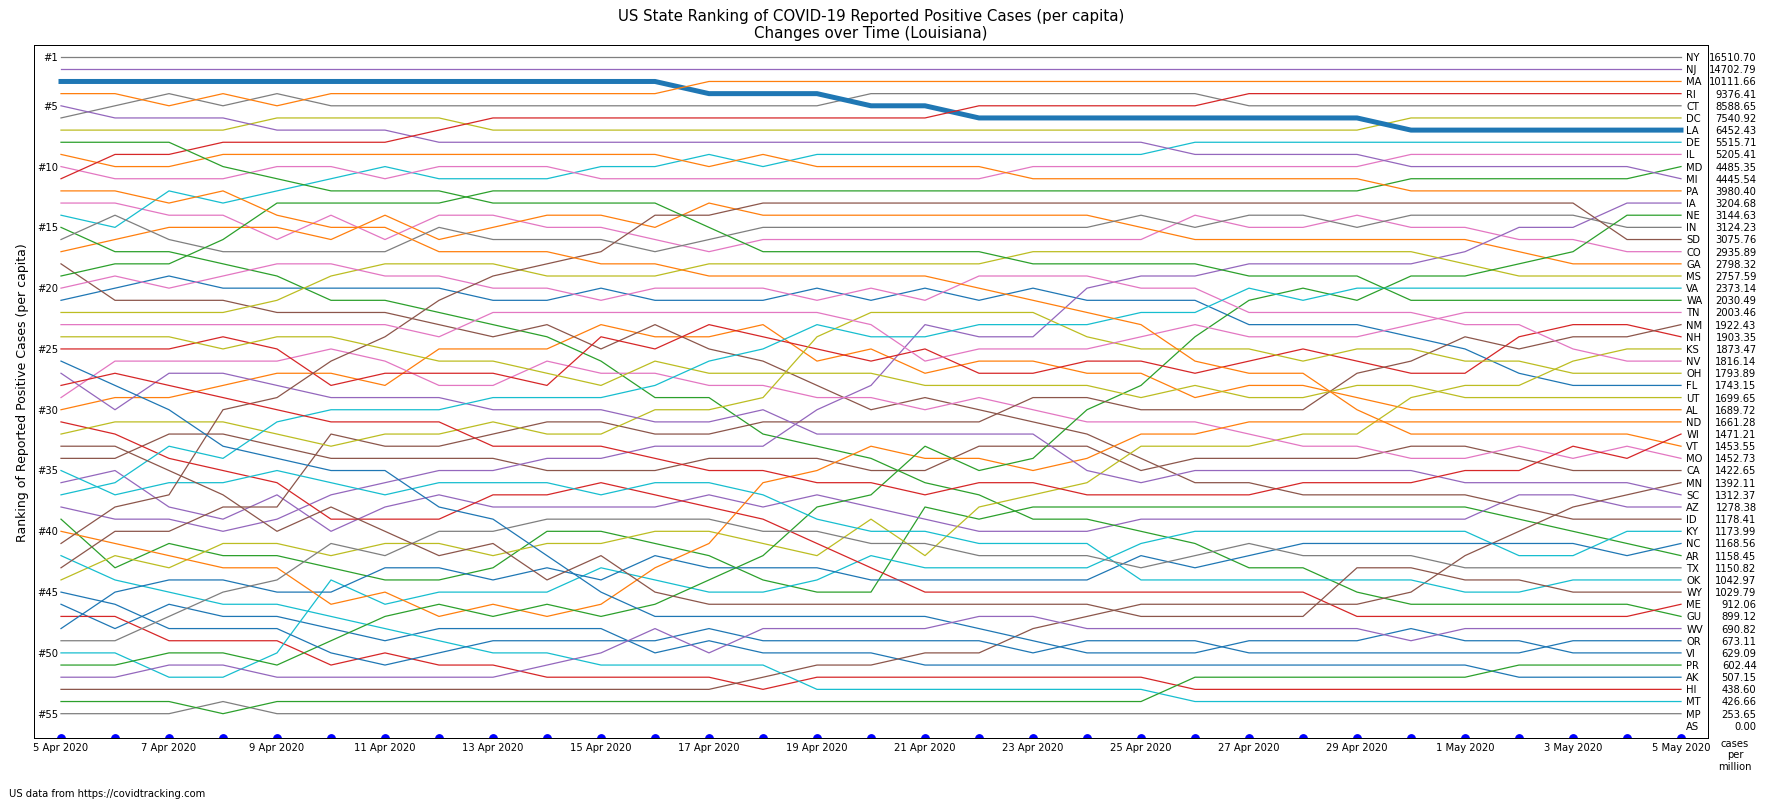 US State Ranking of COVID-19 Reported Positive Cases (per capita)
Changes over Time (Louisiana)
Ranking of Reported Positive Cases (per capita)
#1
#5
#10
#15
#20
#25
#30
#35
#40
#45
#50
#55
NY 16510.70
NJ 14702.79
MA 10111.66
RI 9376.41
CT 8588.65
DC 7540.92
LA 6452.43
DE 5515.71
IL 5205.41
MD 4485.35
MI 4445.54
PA 3980.40
IA 3204.68
NE 3144.63
IN 3124.23
SD 3075.76
CO 2935.89
GA 2798.32
MS 2757.59
VA 2373.14
WA 2030.49
TN 2003.46
NM 1922.43
NH 1903.35
KS 1873.47
NV 1816.14
OH 1793.89
FL 1743.15
UT 1699.65
AL 1689.72
ND 1661.28
WI 1471.21
VT 1453.55
MO 1452.73
CA 1422.65
MN 1392.11
SC 1312.37
AZ 1278.38
ID 1178.41
KY 1173.99
NC 1168.56
AR 1158.45
TX 1150.82
OK 1042.97
WY 1029.79
ME 912.06
GU 899.12
WV 690.82
OR 673.11
VI 629.09
PR 602.44
AK 507.15
HI 438.60
MT 426.66
MP 253.65
AS 0.00
5 Apr 2020 7 Apr 2020 9 Apr 2020 11 Apr 2020 13 Apr 2020 15 Apr 2020 17 Apr 2020 19 Apr 2020 21 Apr 2020 23 Apr 2020 25 Apr 2020 27 Apr 2020 29 Apr 2020 1 May 2020 3 May 2020 5 May 2020
cases
per
million
US data from https://covidtracking.com